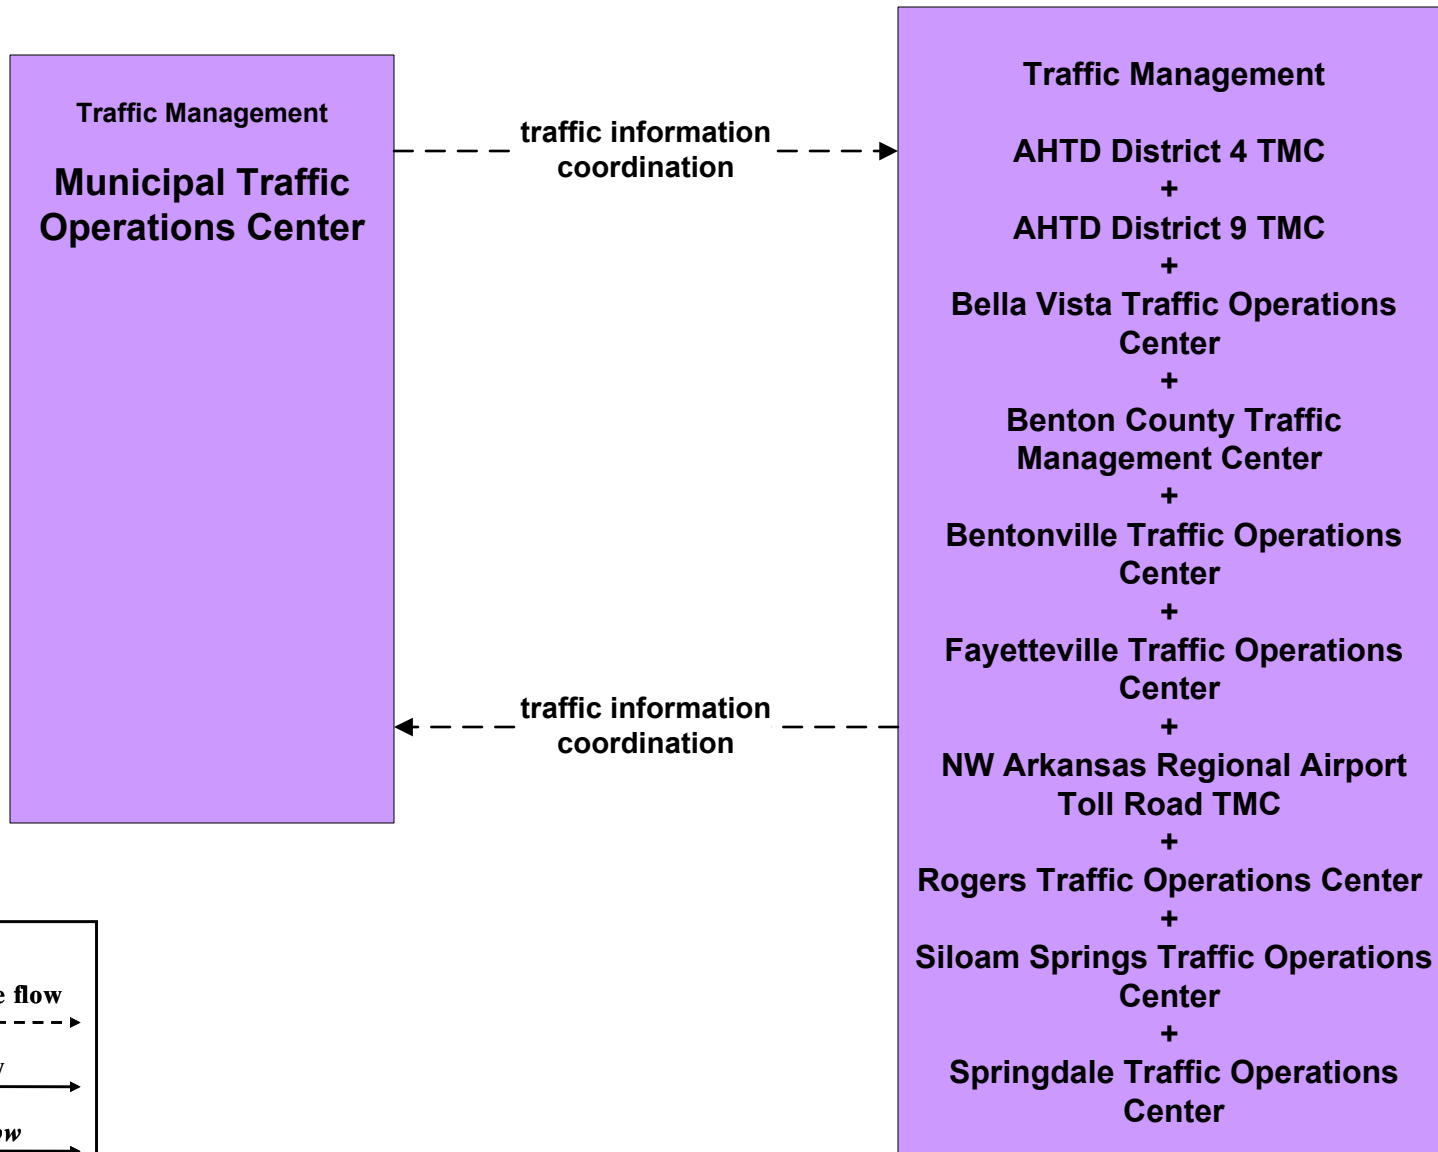 Traffic Management
Municipal Traffic
Operations Center
traffic information
coordination
traffic information
coordination
Traffic Management
AHTD District 4 TMC
+
AHTD District 9 TMC
+
Bella Vista Traffic Operations
Center
+
Benton County Traffic
Management Center
+
Bentonville Traffic Operations
Center
+
Fayetteville Traffic Operations
Center
+
NW Arkansas Regional Airport
Toll Road TMC
+
Rogers Traffic Operations Center
+
Siloam Springs Traffic Operations
Center
+
Springdale Traffic Operations
Center
flow